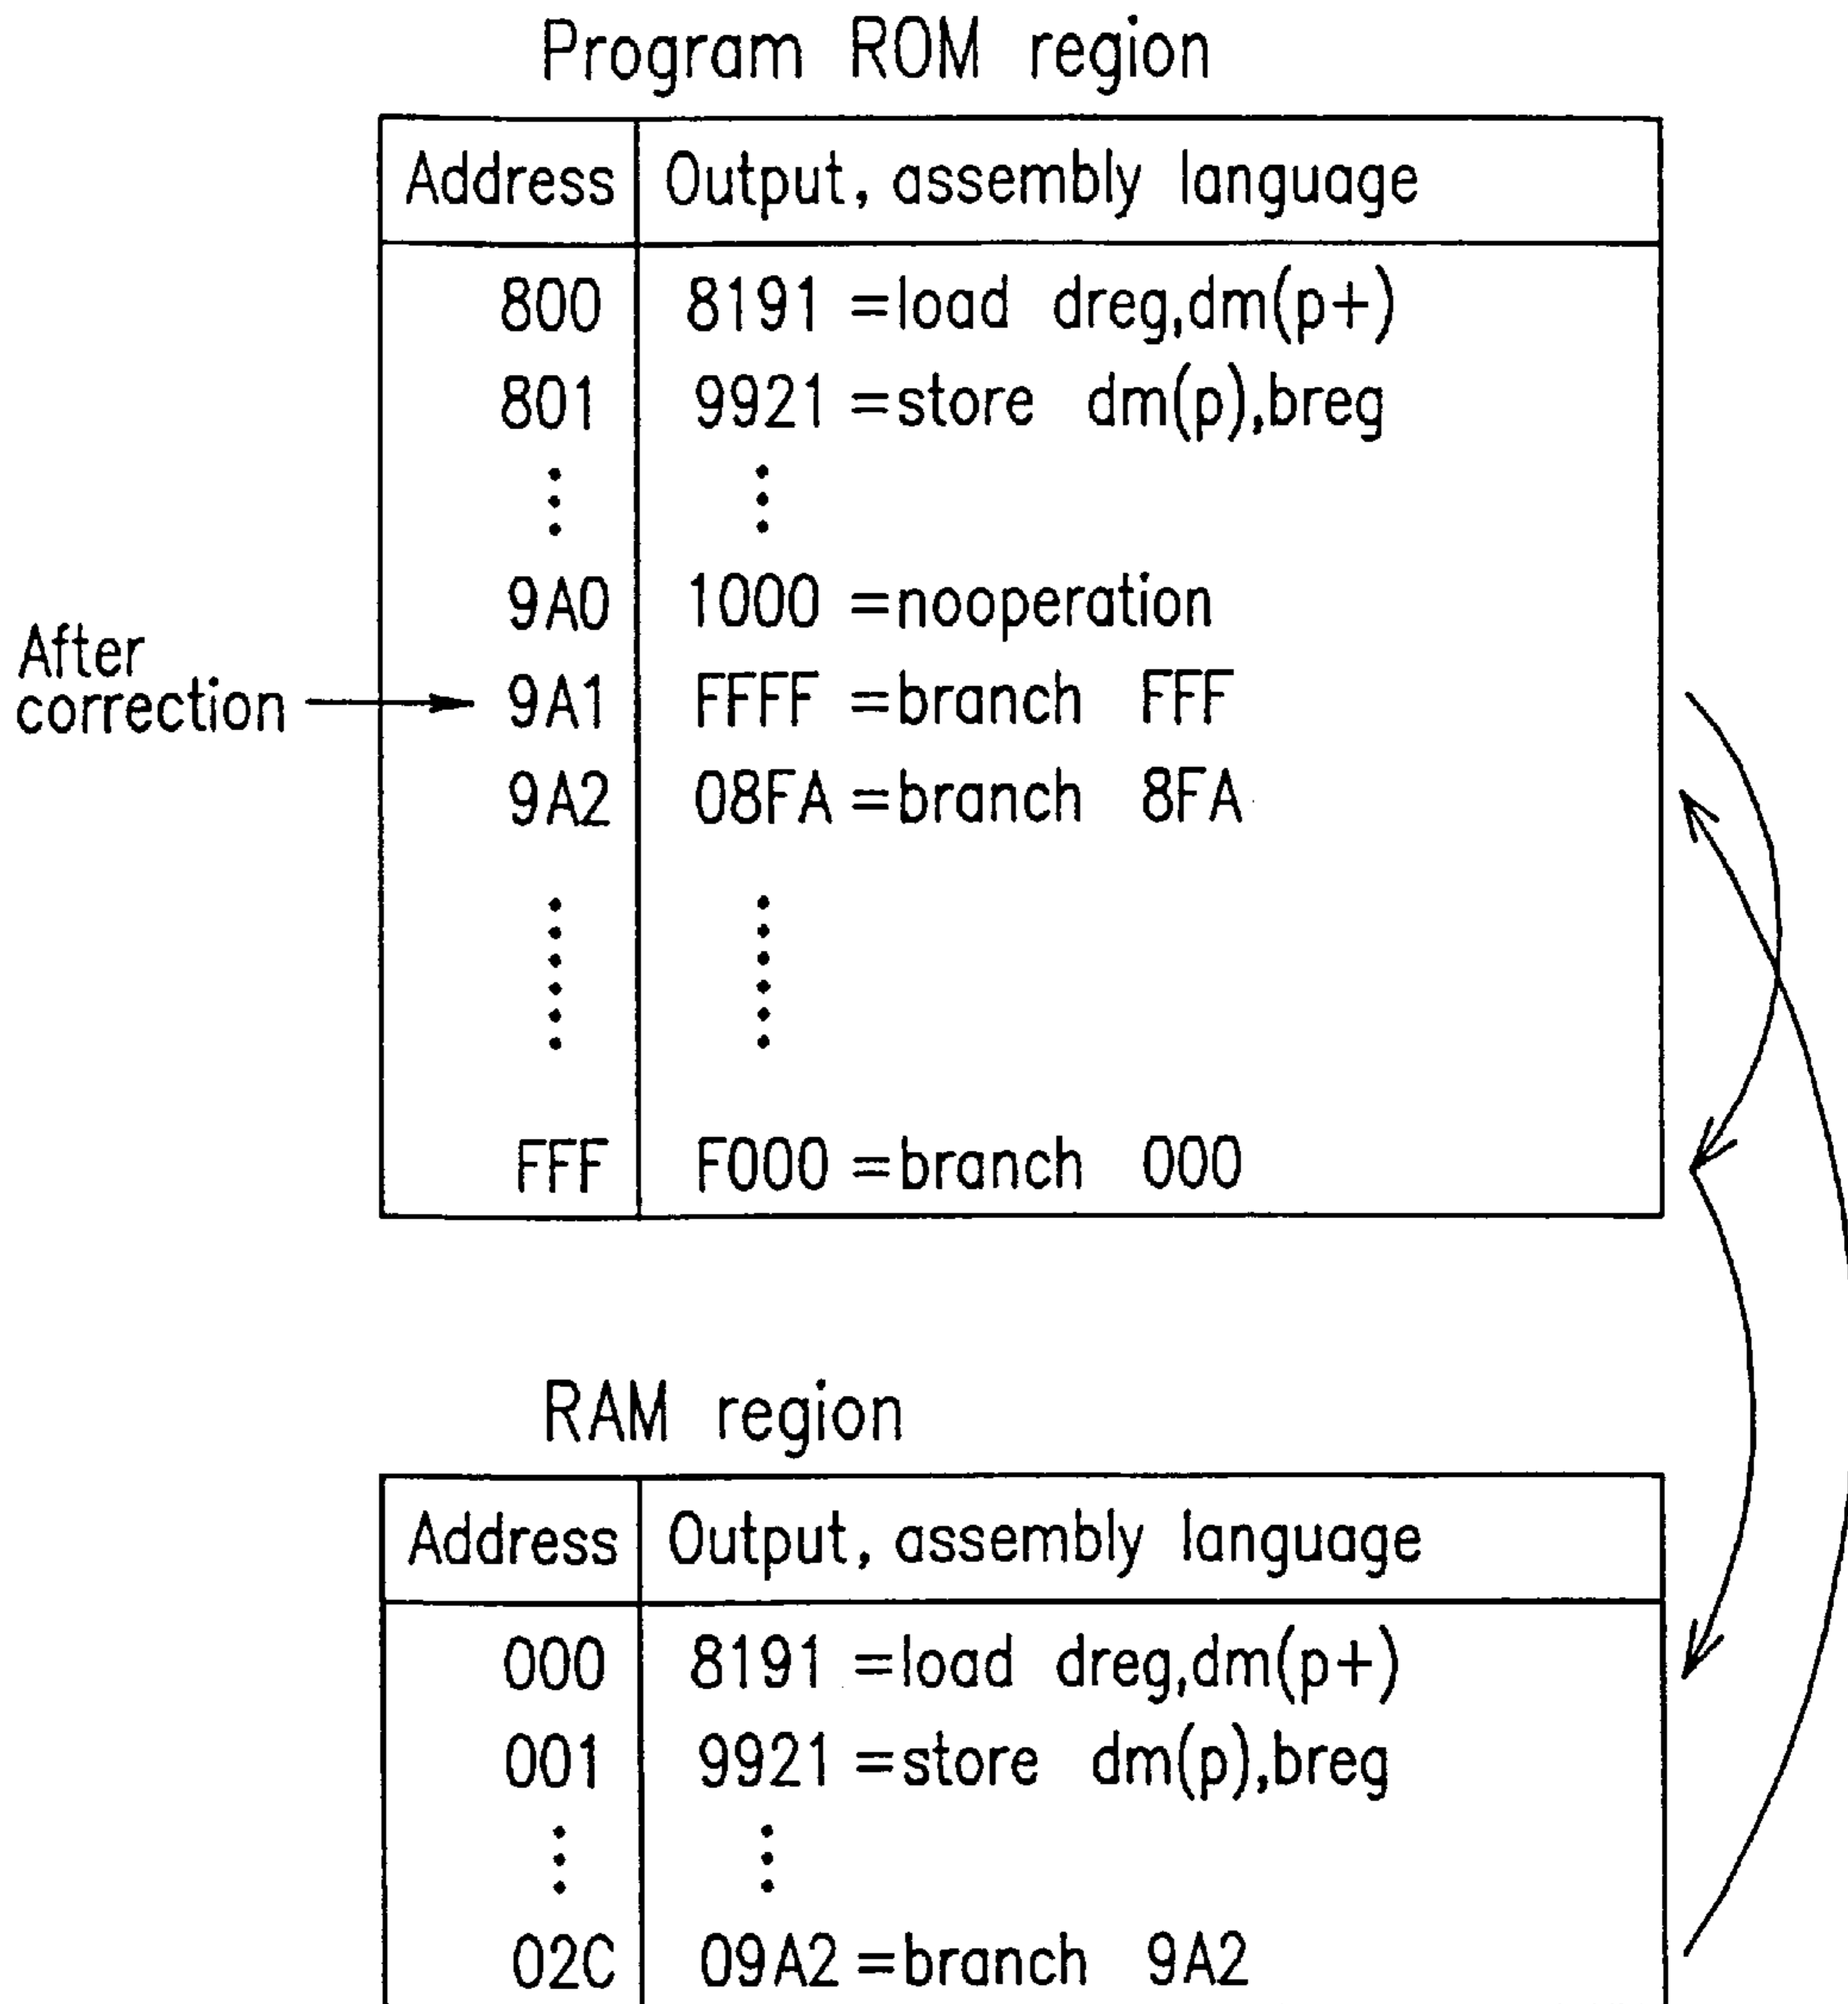 Program ROM region
Address Output, assembly language
800 8191 =load dreg,dm(p+)
801 9921 =store dm(p),breg
9A0 1000 =nooperation
After
correction
9A1 FFFF =branch FFF
9A2 08FA =branch 8FA
FFF F000 =branch 000
RAM region
Address Output, assembly language
000 8191 =load dreg,dm(p+)
001 9921 =store dm(p),breg
02C 09A2 =branch 9A2